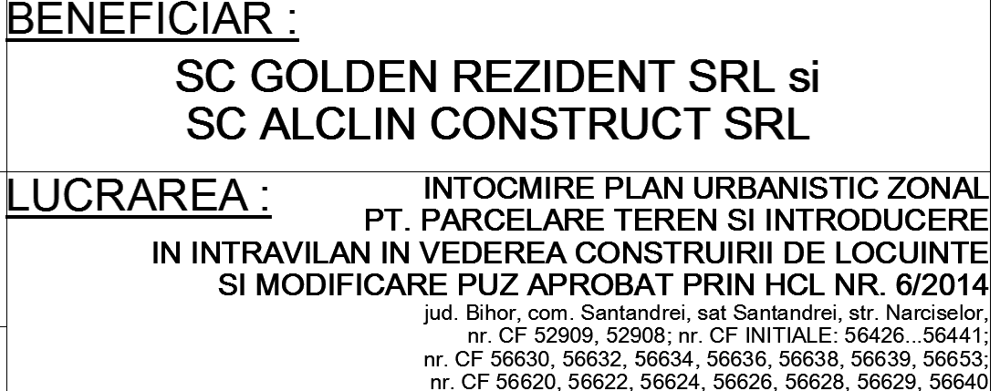 BENEFICIAR :
SC GOLDEN REZIDENT SRL si
SC ALCLIN CONSTRUCT SRL
LUCRAREA :
INTOCMIRE PLAN URBANISTIC ZONAL
PT. PARCELARE TEREN SI INTRODUCERE
IN INTRAVILAN IN VEDEREA CONSTRUIRII DE LOCUINTE
SI MODIFICARE PUZ APROBAT PRIN HCL NR. 6/2014
jud. Bihor, com. Santandrei, sat Santandrei, str. Narciselor,
nr. CF 52909, 52908; nr. CF INITIALE: 56426...56441;
nr. CF 56630, 56632, 56634, 56636, 56638, 56639, 56653;
nr. CF 56620, 56622, 56624, 56626, 56628, 56629, 56640